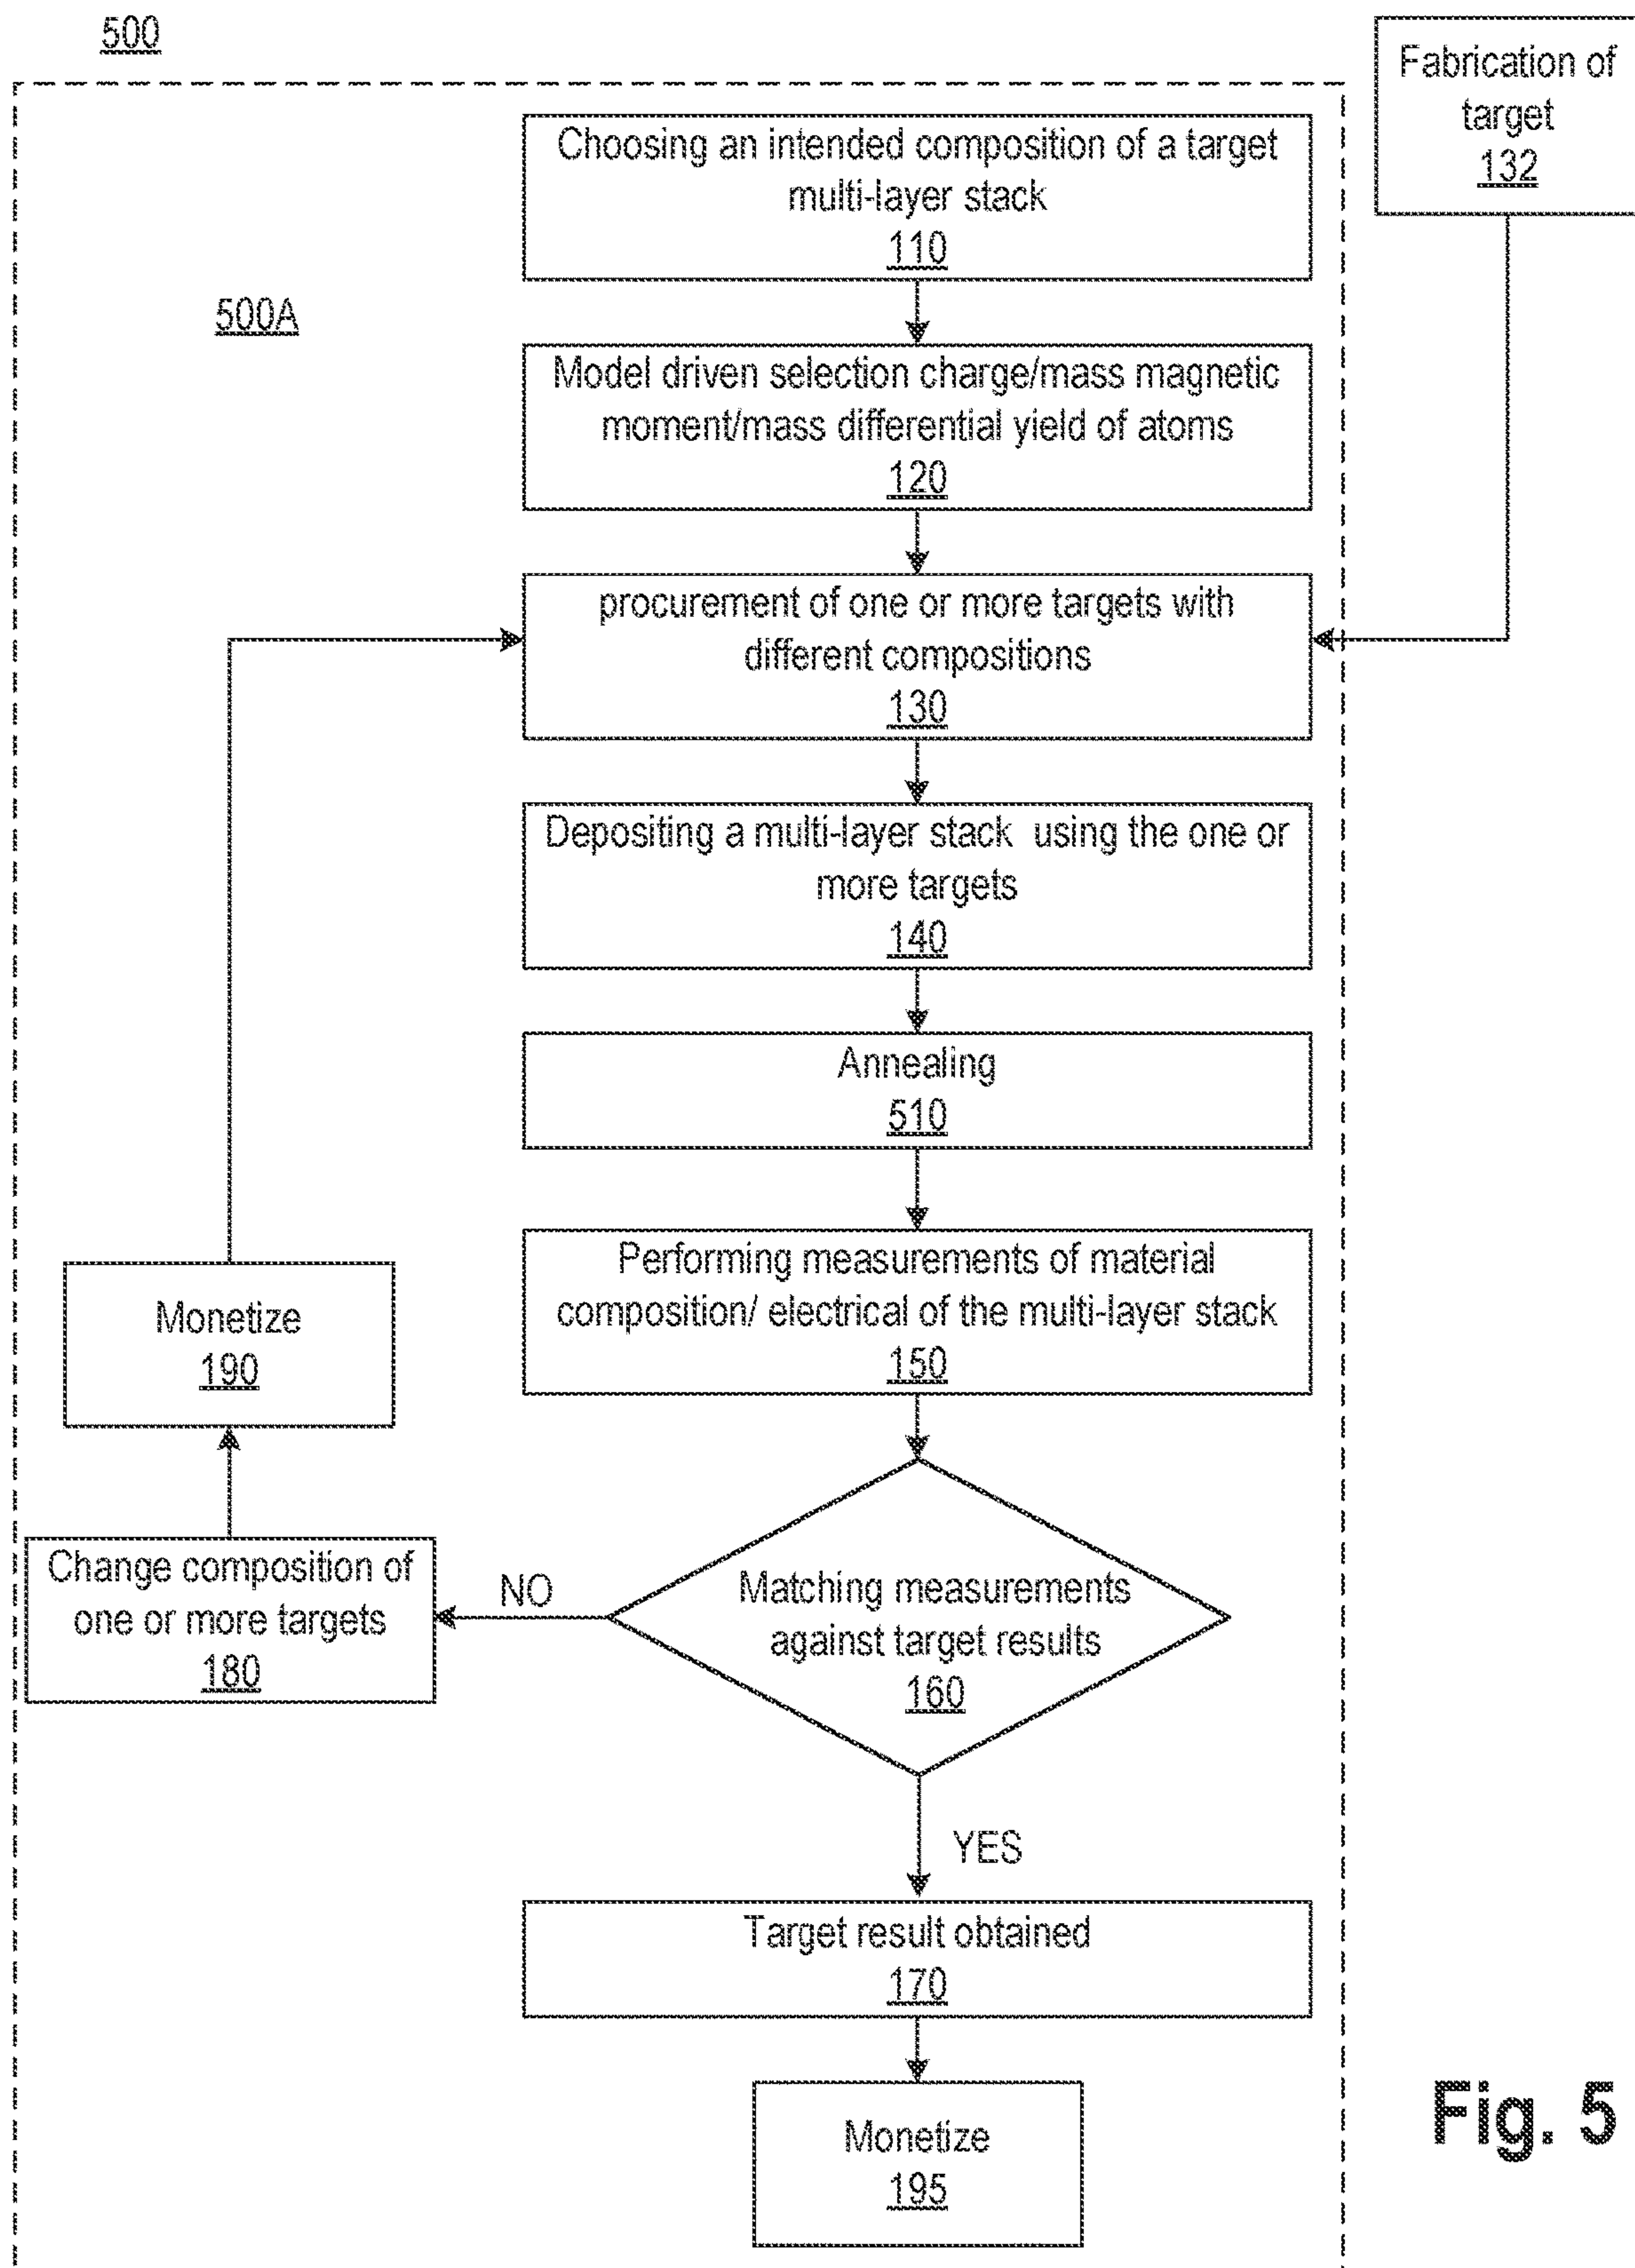 500
Fabrication of
target
132
Choosing an intended composition of a target
multi-layer stack
110
500A
Model driven selection charge/mass magnetic
moment/mass differential yield of atoms
120
procurement of one or more targets with
different compositions
130
Depositing a multi-layer stack using the one or
more targets
140
Annealing
510
Performing measurements of material
composition/ electrical of the multi-layer stack
150
Monetize
190
Change composition of
one or more targets
180
NO
Matching measurements
against target results
160
YES
Target result obtained
170
Monetize
195
Fig. 5